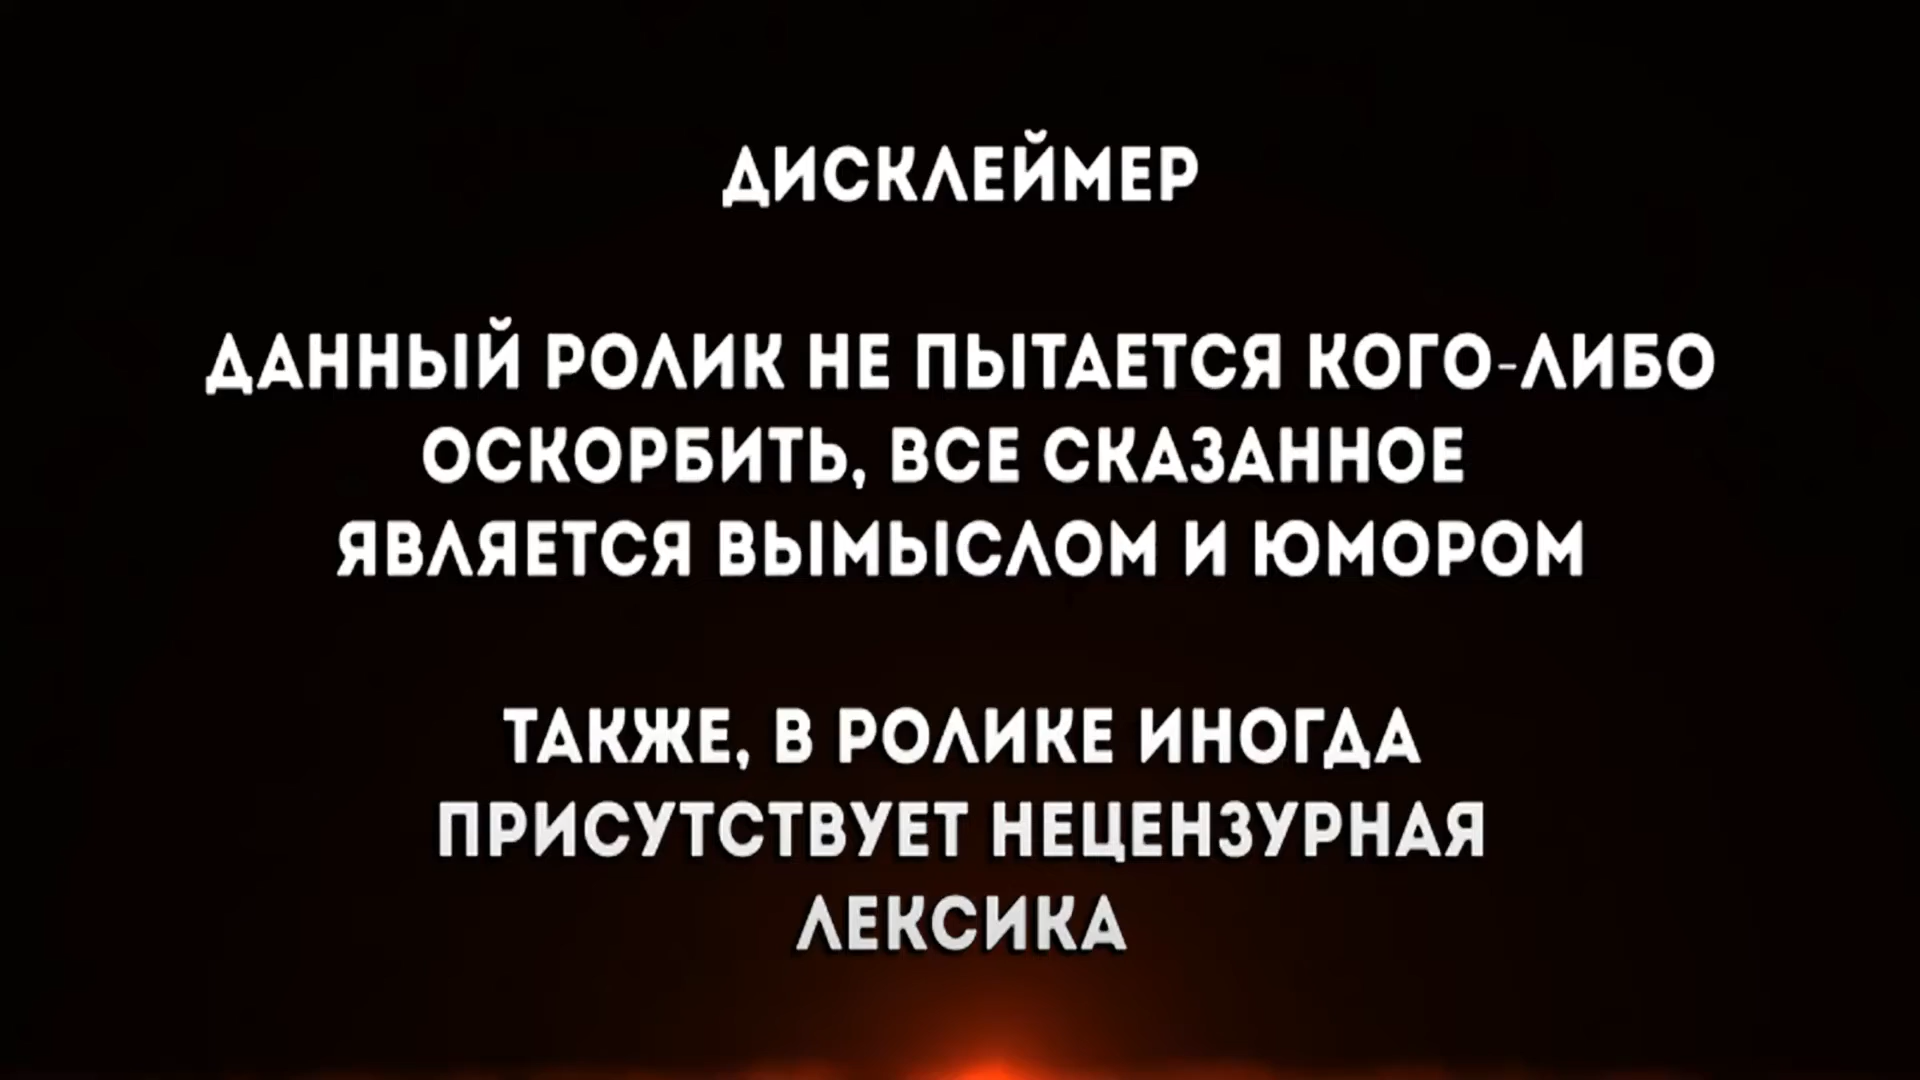 ДИСКЛЕЙМЕР
ДАННЫЙ РОЛИК НЕ ПЫТАЕТСЯ КОГО-ЛИБО
ОСКОРБИТЬ, ВСЕ СКАЗАННОЕ
ЯВЛЯЕТСЯ ВЫМЫСЛОМ И ЮМОРОМ
ТАКЖЕ, В РОЛИКЕ ИНОГДА
ПРИСУТСТВУЕТ НЕЦЕНЗУРНАЯ
ЛЕКСИКА